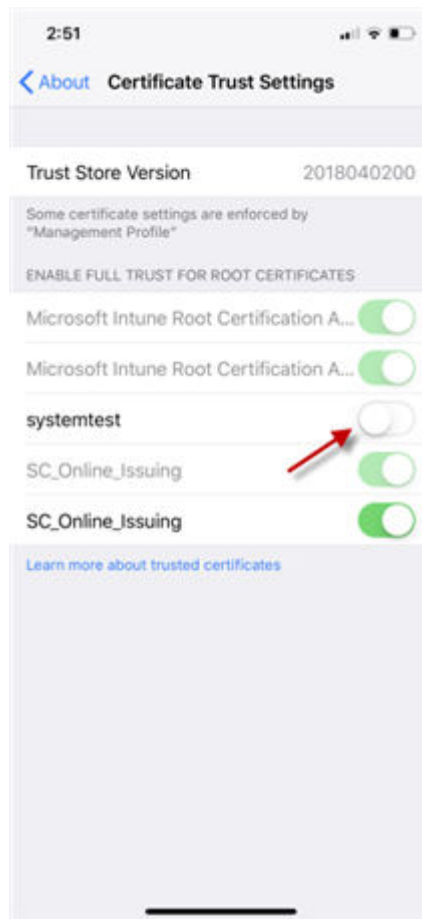 2:51
About Certificate Trust Settings
Trust Store Version 2018040200
Some certificate settings are enforced by
"Management Profile"
ENABLE FULL TRUST FOR ROOT CERTIFICATES
Microsoft Intune Root Certification A...
Microsoft Intune Root Certification A...
systemtest
SC_Online_Issuing
SC_Online_Issuing
Learn more about trusted certificates